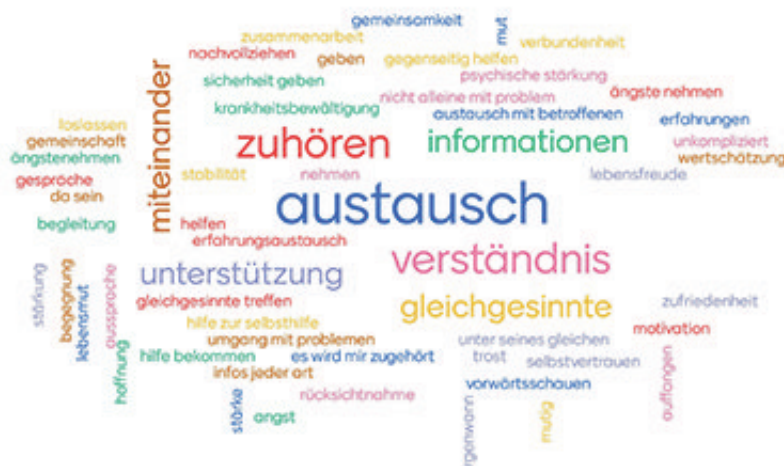 gemeinsamkeit
mut
zusammenarbeit
verbundenheit
nachvollziehen
geben
gegenseitig helfen
miteinander
sicherheit geben
psychische stärkung
ängste nehmen
nicht alleine mit problem
krankheitsbewältigung
austausch mit betroffenen
erfahrungen
loslassen
zuhören
informationen
unkompliziert
gemeinschaft
wertschätzung
ängstenehmen
stabilität
nehmen
lebensfreude
gespräche
da sein
austausch
begleitung
helfen
erfahrungsaustausch
verständnis
unterstützung
stärkung
begegnung
lebensmut
aussprache
hoffnung
gleichgesinnte treffen
gleichgesinnte
zufriedenheit
hilfe zur selbsthilfe
motivation
umgang mit problemen
unter seines gleichen
hilfe bekommen
es wird mir zugehört
trost
selbstvertrauen
auffangen
infos jeder art
vorwärtsschauen
stärke
rücksichtnahme
angst
mutig